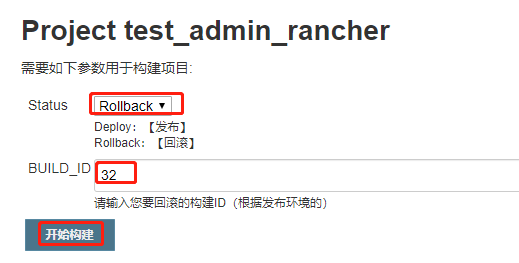 Project test_admin_rancher
需要如下参数用于构建项目:
Status
Rollback
Deploy：【发布】
Rollback：【回滚】
BUILD_ID
32
请输入您要回滚的构建ID（根据发布环境的）
开始构建